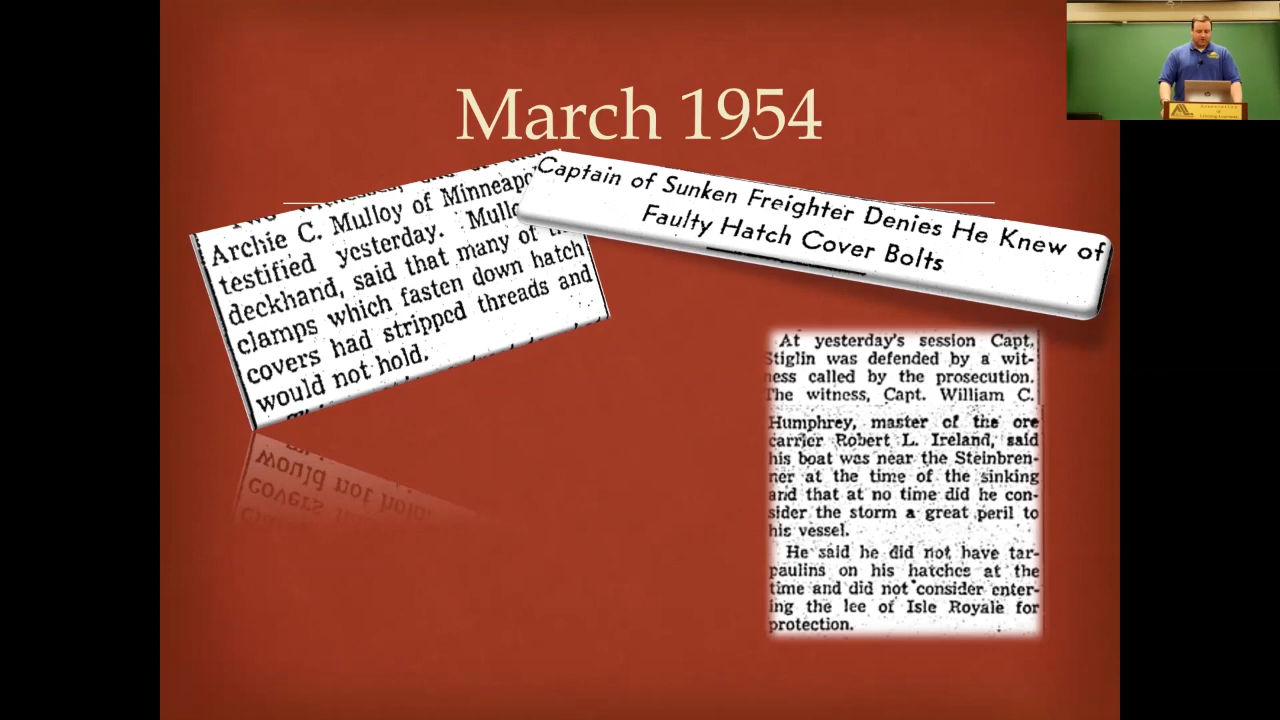 March 1954
Archie C. Mulloy of Minneapo
testified yesterday. Mullo
deckhand, said that many of
clamps which fasten down hatch
covers had stripped threads and
would not hold.
Captain of Sunken Freighter Denies He Knew of
Faulty Hatch Cover Bolts
At yesterday's session Capt.
Stiglin was defended by a wit-
ness called by the prosecution.
The witness, Capt. William C.
Humphrey, master of the ore
carrier Robert L. Ireland, said
his boat was near the Steinbren-
ner at the time of the sinking
and that at no time did he con-
sider the storm a great peril to
his vessel.
He said he did not have tar-
paulins on his hatches at the
time and did not consider enter-
ing the lee of Isle Royale for
protection.